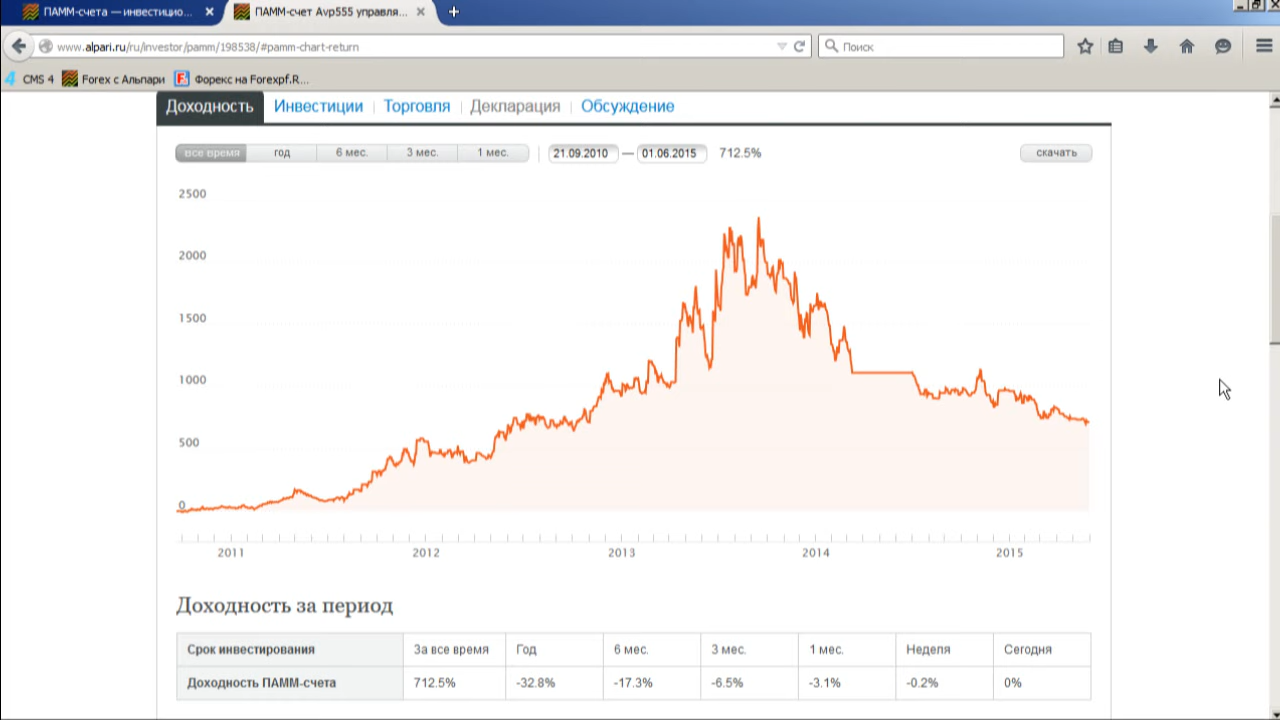 ПАММ-счета — инвестицио... ПАММ-счет Avp555 управля...
www.alpari.ru/ru/investor/pamm/198538/#pamm-chart-return Поиск
CMS 4 Forex с Альпари Форекс на Forexpf.R...
Доходность Инвестиции Торговля Декларация Обсуждение
все время год 6 мес. 3 мес. 1 мес. 21.09.2010 — 01.06.2015 712.5% скачать
2500
2000
1500
1000
500
0
2011 2012 2013 2014 2015
Доходность за период
Срок инвестирования За все время Год 6 мес. 3 мес. 1 мес. Неделя Сегодня
Доходность ПАММ-счета 712.5% -32.8% -17.3% -6.5% -3.1% -0.2% 0%